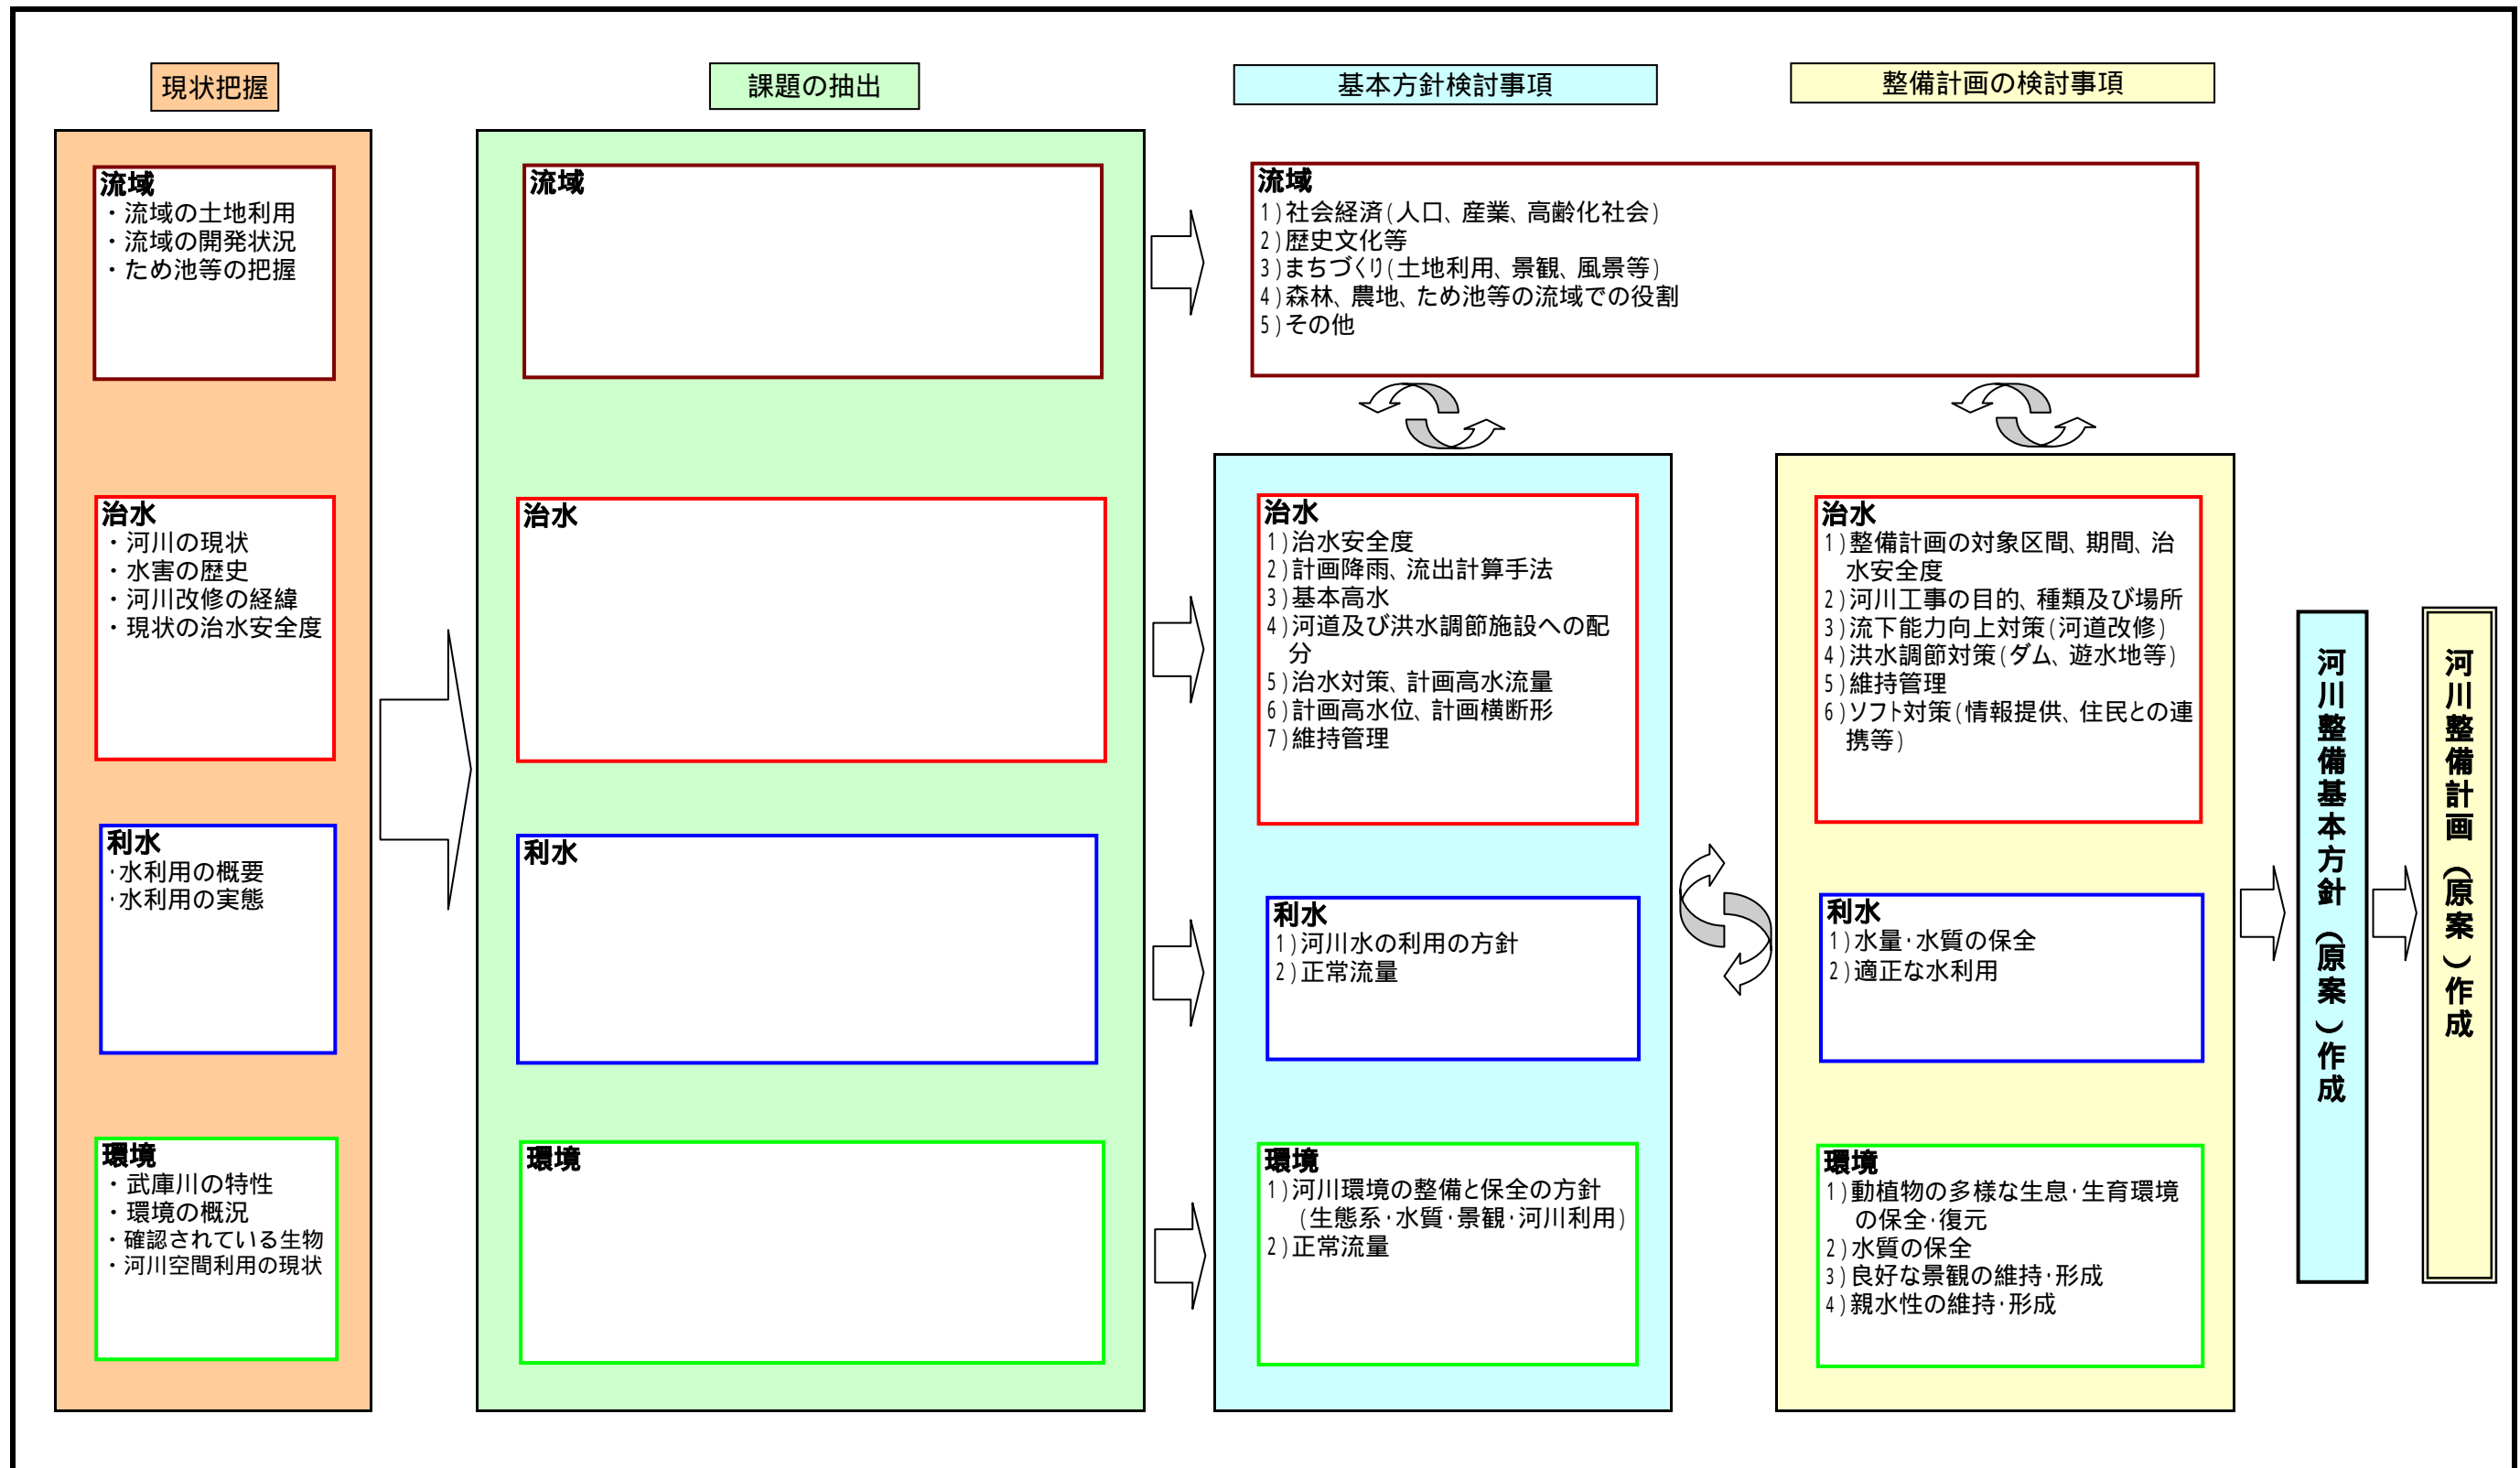 現状把握
課題の抽出
基本方針検討事項
整備計画の検討事項
流域
・流域の土地利用
・流域の開発状況
・ため池等の把握
治水
・河川の現状
・水害の歴史
・河川改修の経緯
・現状の治水安全度
利水
・水利用の概要
・水利用の実態
環境
・武庫川の特性
・環境の概況
・確認されている生物
・河川空間利用の現状
流域
治水
利水
環境
流域
1)社会経済(人口、産業、高齢化社会)
2)歴史文化等
3)まちづくり(土地利用、景観、風景等)
4)森林、農地、ため池等の流域での役割
5)その他
治水
1)治水安全度
2)計画降雨、流出計算手法
3)基本高水
4)河道及び洪水調節施設への配
分
5)治水対策、計画高水流量
6)計画高水位、計画横断形
7)維持管理
利水
1)河川水の利用の方針
2)正常流量
環境
1)河川環境の整備と保全の方針
(生態系・水質・景観・河川利用)
2)正常流量
治水
1)整備計画の対象区間、期間、治
水安全度
2)河川工事の目的、種類及び場所
3)流下能力向上対策(河道改修)
4)洪水調節対策(ダム、遊水地等)
5)維持管理
6)ソフト対策(情報提供、住民との連
携等)
利水
1)水量・水質の保全
2)適正な水利用
環境
1)動植物の多様な生息・生育環境
の保全・復元
2)水質の保全
3)良好な景観の維持・形成
4)親水性の維持・形成
河川整備基本方針(原案)作成
河川整備計画(原案)作成